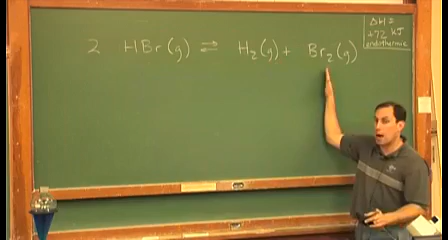 2 HBr(g) ⇌ H₂(g) + Br₂(g)
ΔH =
+72 kJ
endothermic